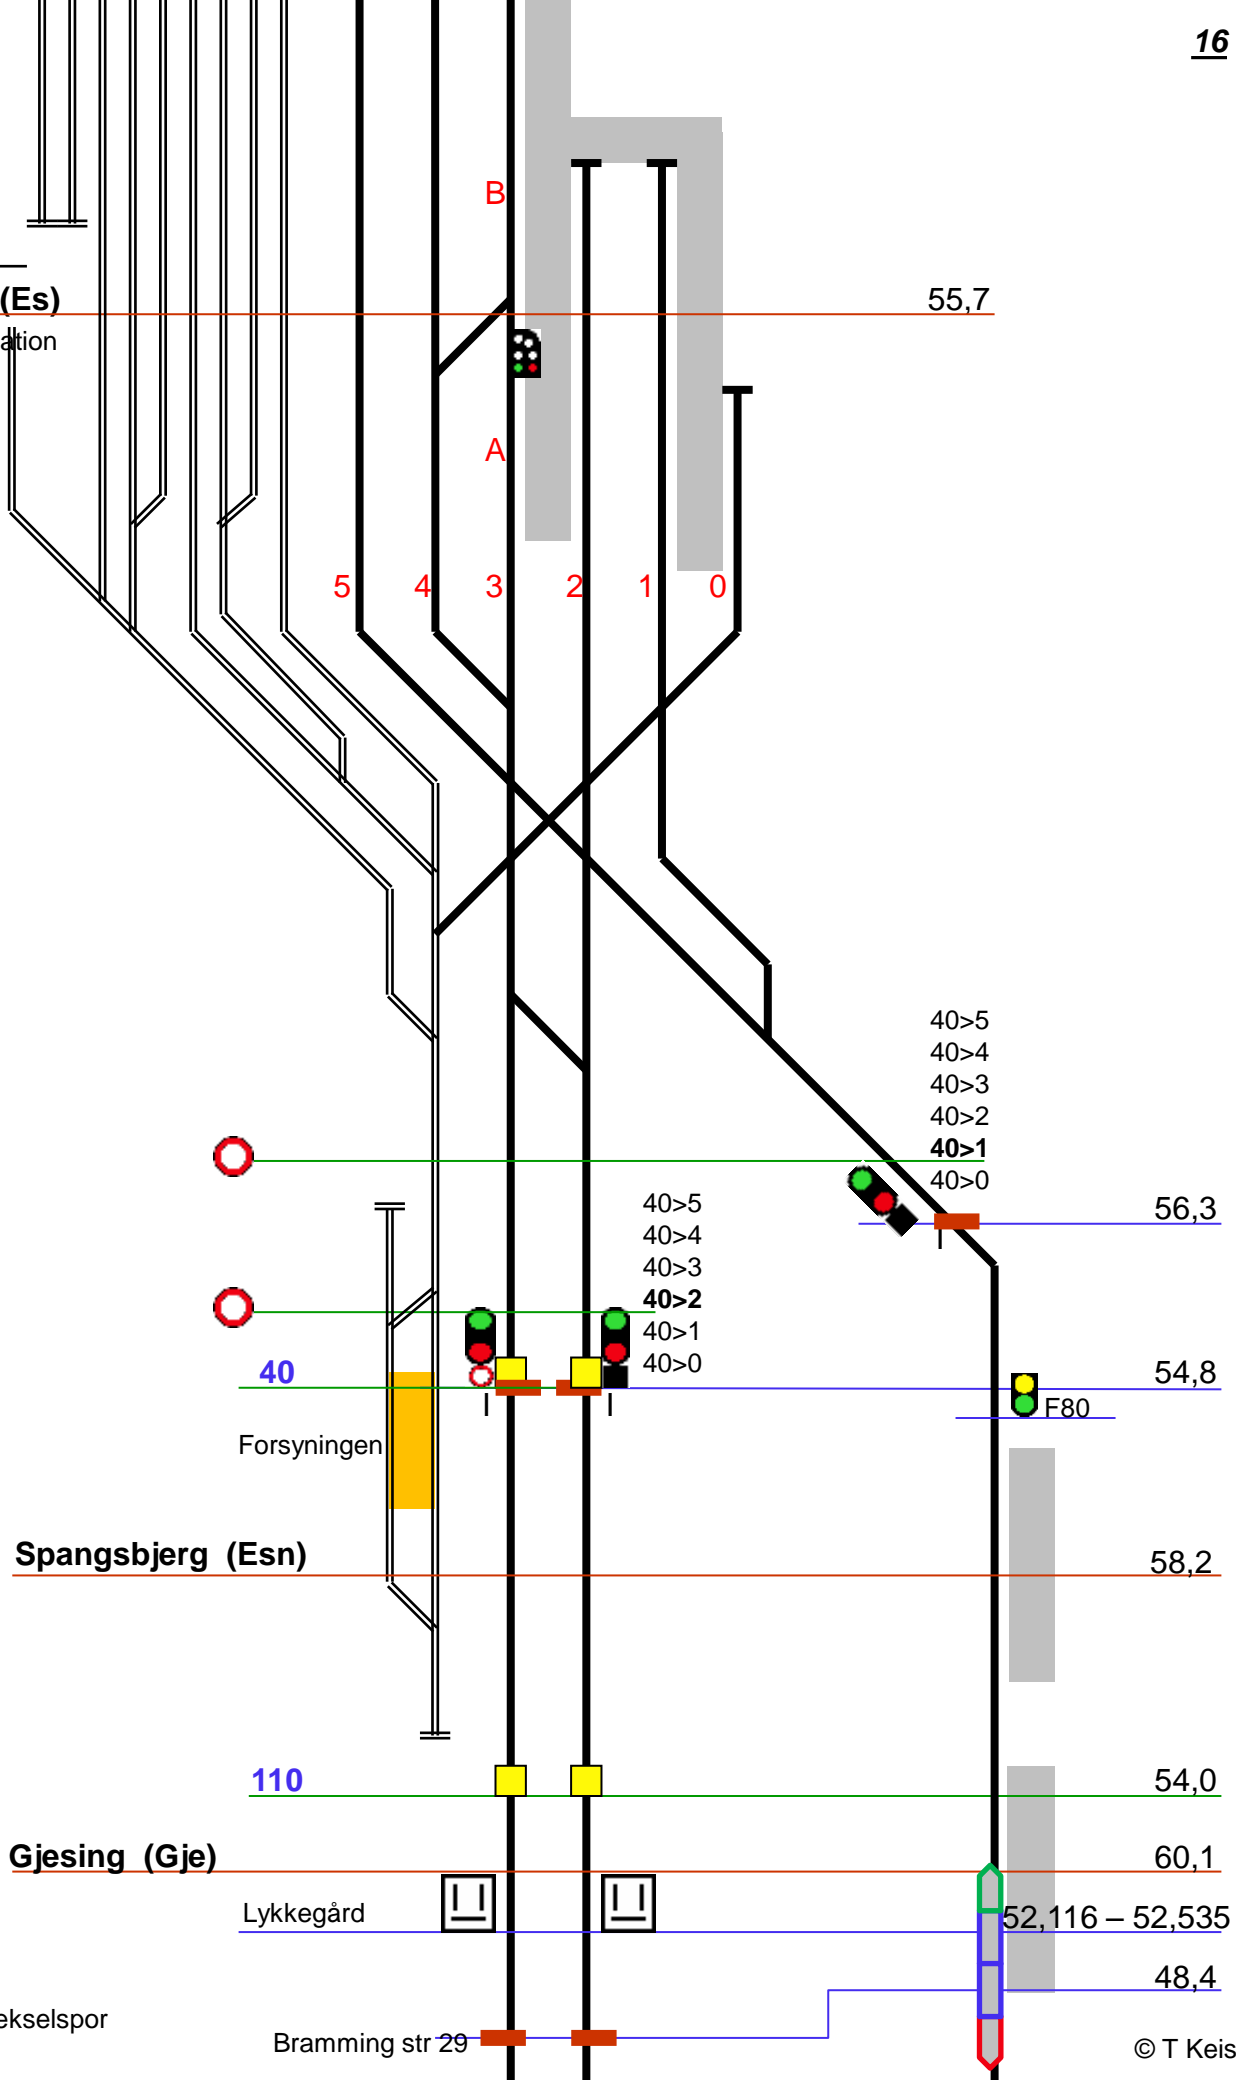 16
B
(Es)
55,7
ation
A
5 4 3 2 1 0
40>5
40>4
40>3
40>2
40>1
40>0
56,3
40>5
40>4
40>3
40>2
40>1
40>0
40
54,8
F80
Forsyningen
Spangsbjerg (Esn)
58,2
110
54,0
Gjesing (Gje)
60,1
Lykkegård
52,116 – 52,535
48,4
ekselspor
Bramming str 29
© T Keis